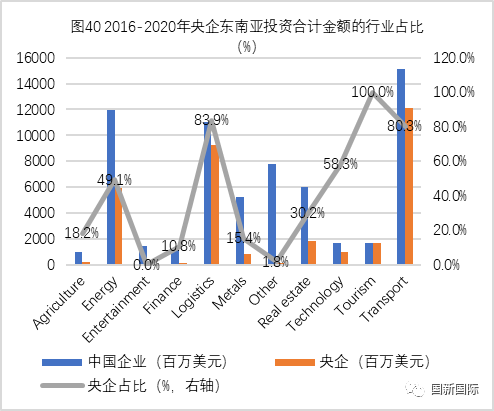 图40 2016-2020年央企东南亚投资合计金额的行业占比
(%)
16000
14000
12000
10000
8000
6000
4000
2000
0
120.0%
100.0%
80.0%
60.0%
40.0%
20.0%
0.0%
18.2%
49.1%
0.0%
10.8%
83.9%
15.4%
1.8%
30.2%
58.3%
100.0%
80.3%
Agriculture
Energy
Entertainment
Finance
Logistics
Metals
Other
Real estate
Technology
Tourism
Transport
中国企业（百万美元）
央企（百万美元）
央企占比（%，右轴）
国新国际